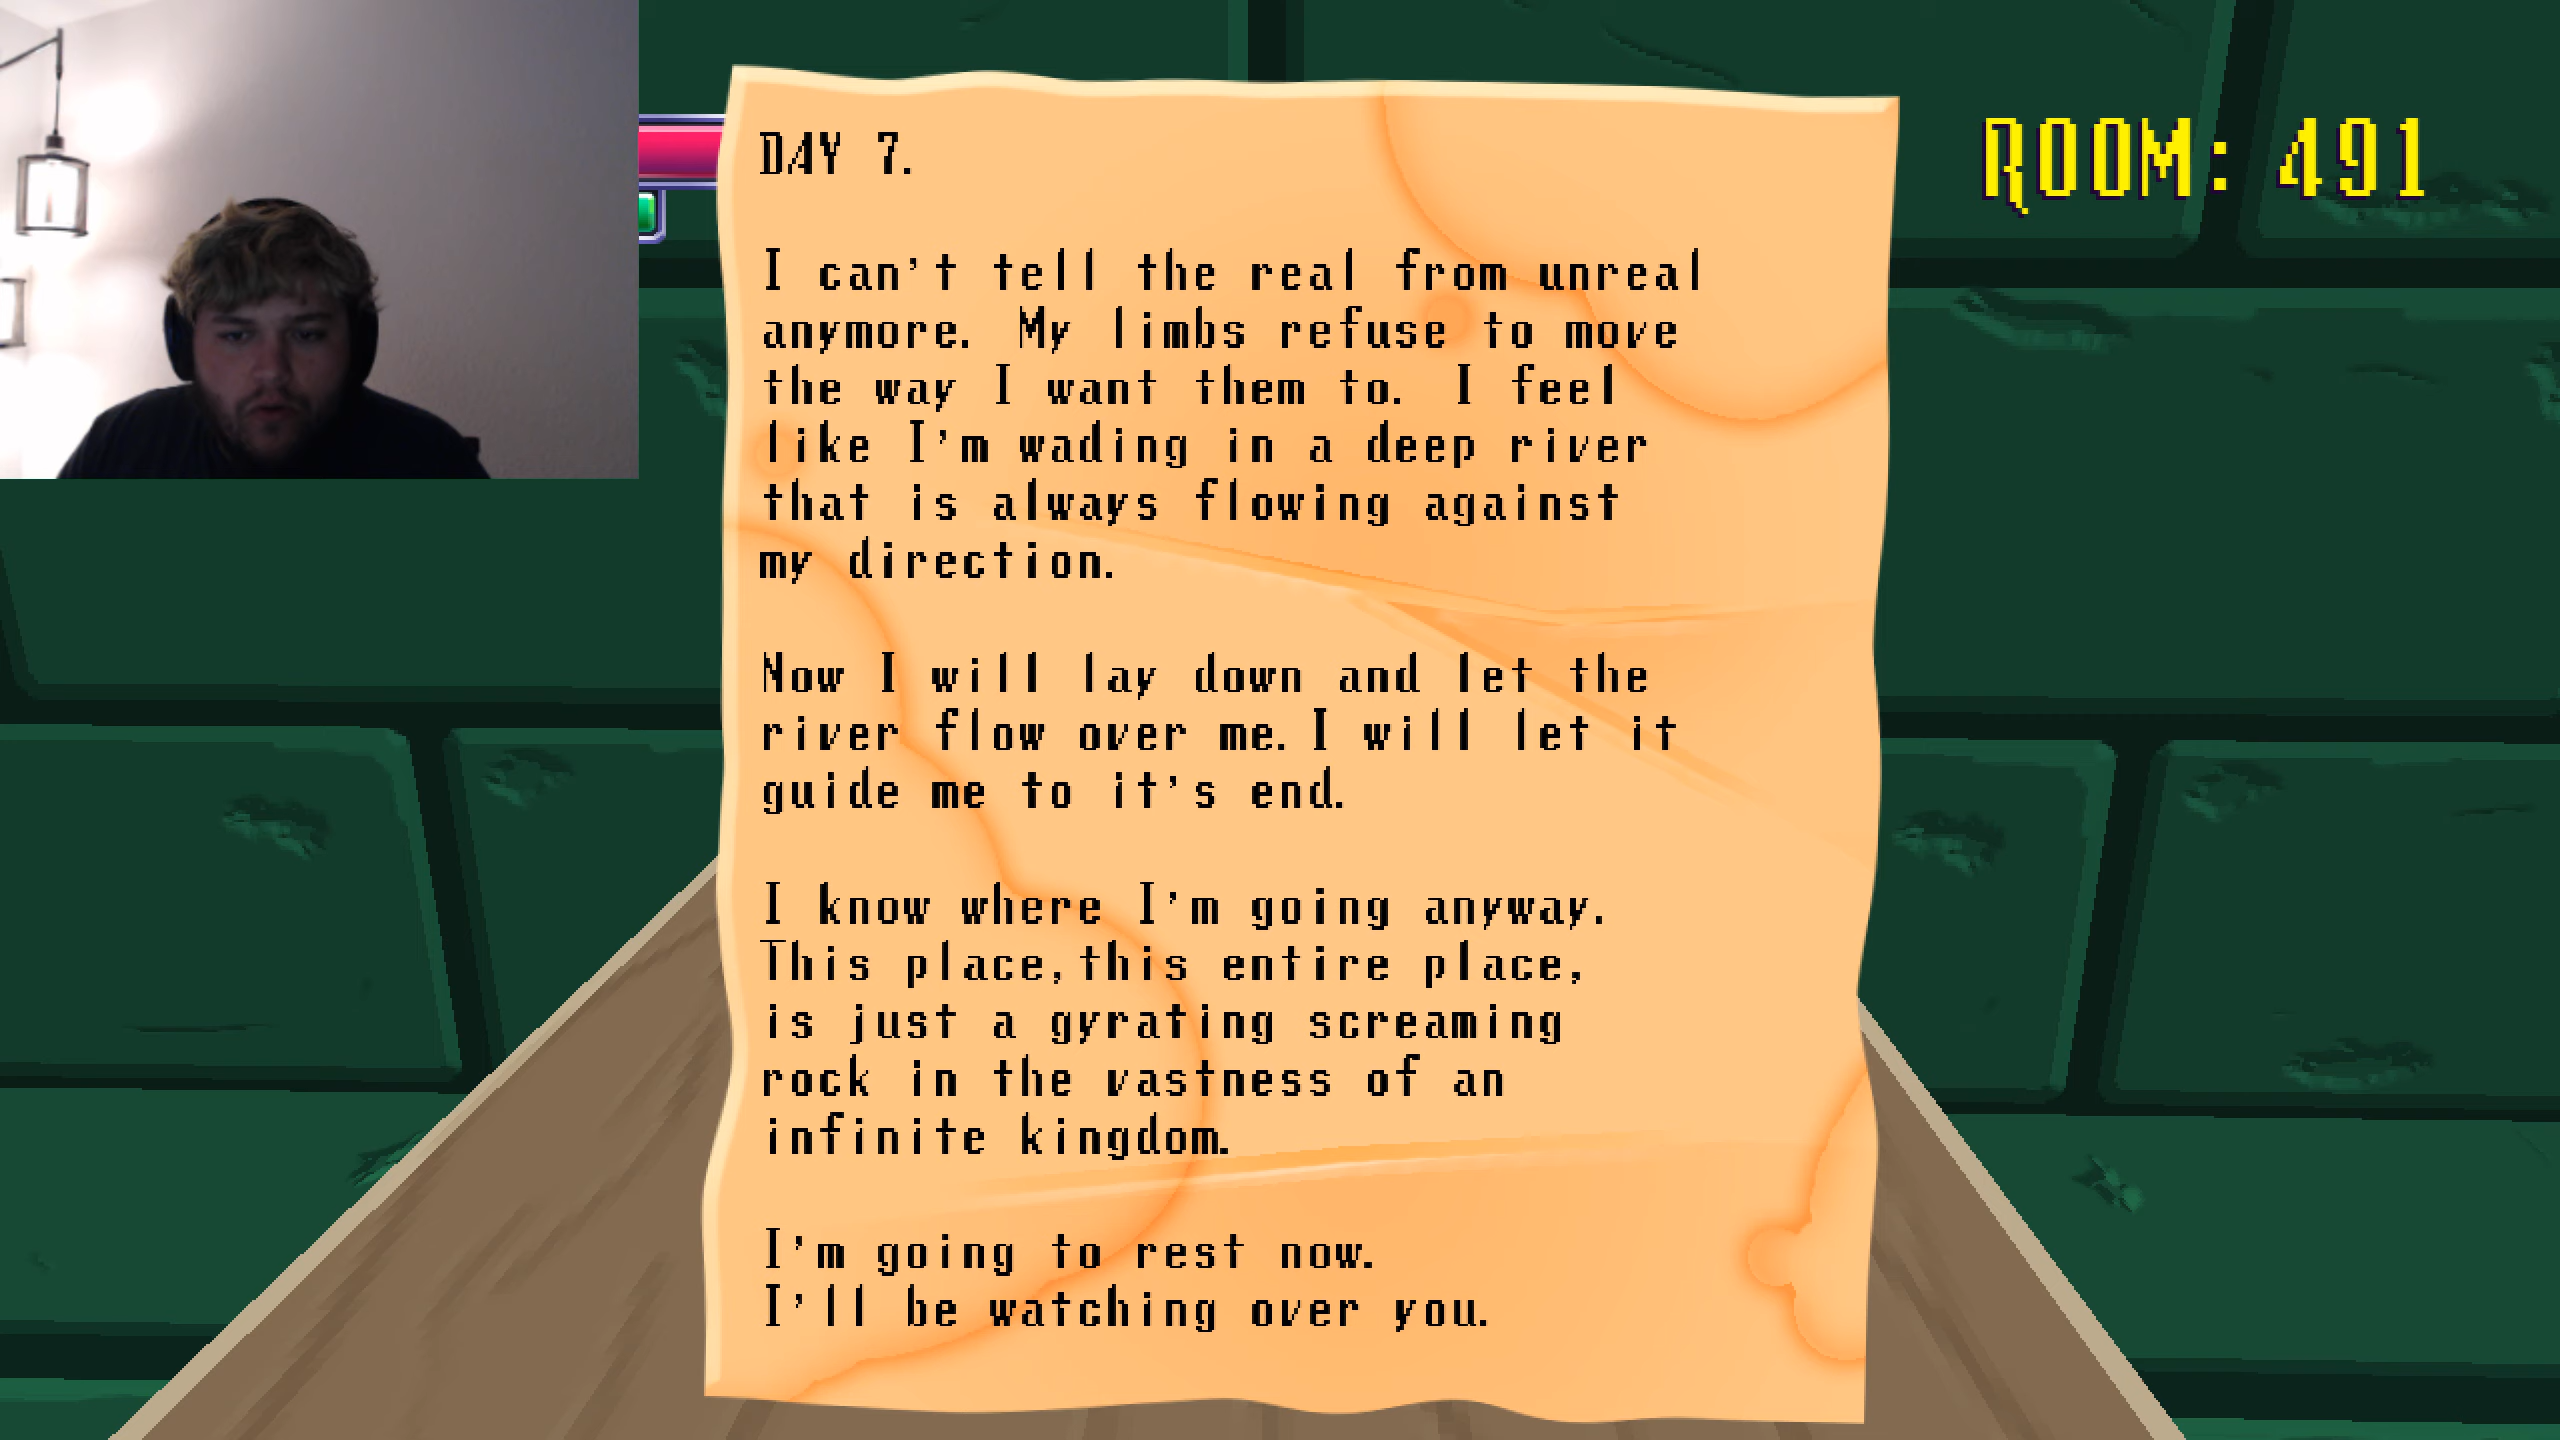 ROOM: 491
DAY 7.
I can't tell the real from unreal
anymore. My limbs refuse to move
the way I want them to. I feel
like I'm wading in a deep river
that is always flowing against
my direction.
Now I will lay down and let the
river flow over me. I will let it
guide me to it's end.
I know where I'm going anyway.
This place,this entire place,
is just a gyrating screaming
rock in the vastness of an
infinite kingdom.
I'm going to rest now.
I'll be watching over you.